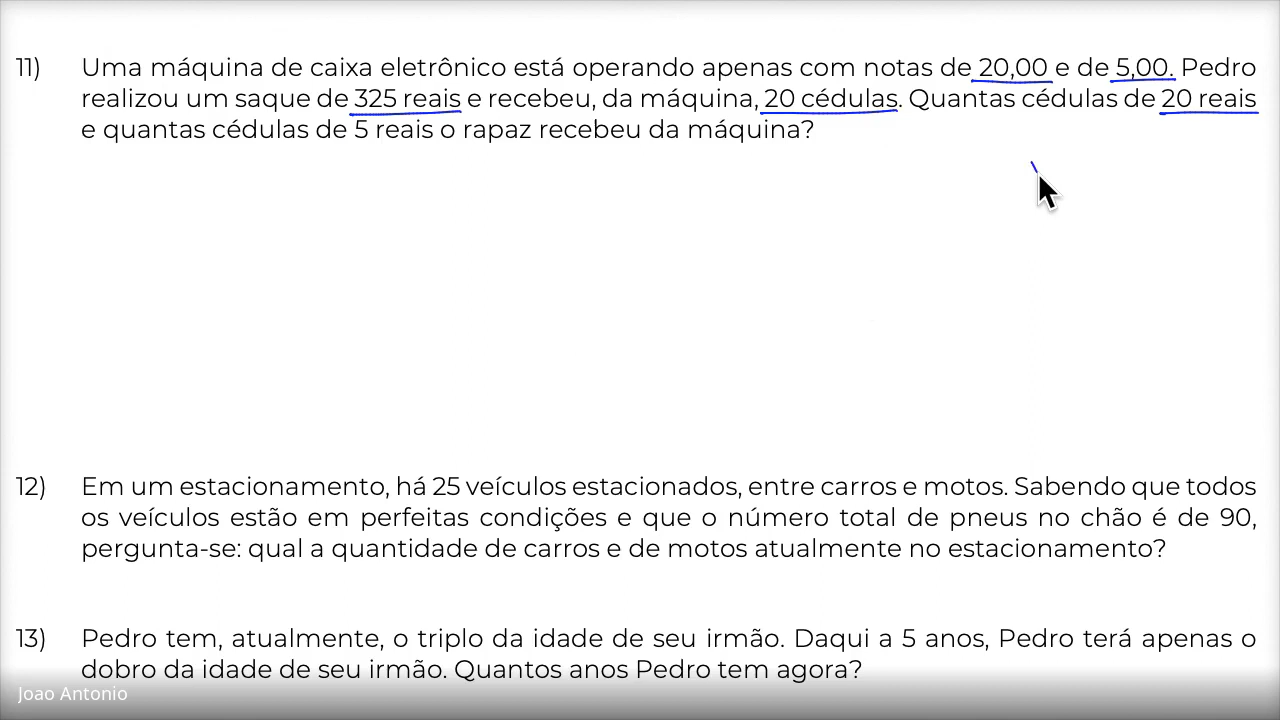 11) Uma máquina de caixa eletrônico está operando apenas com notas de 20,00 e de 5,00. Pedro
realizou um saque de 325 reais e recebeu, da máquina, 20 cédulas. Quantas cédulas de 20 reais
e quantas cédulas de 5 reais o rapaz recebeu da máquina?
12) Em um estacionamento, há 25 veículos estacionados, entre carros e motos. Sabendo que todos
os veículos estão em perfeitas condições e que o número total de pneus no chão é de 90,
pergunta-se: qual a quantidade de carros e de motos atualmente no estacionamento?
13) Pedro tem, atualmente, o triplo da idade de seu irmão. Daqui a 5 anos, Pedro terá apenas o
dobro da idade de seu irmão. Quantos anos Pedro tem agora?
Joao Antonio